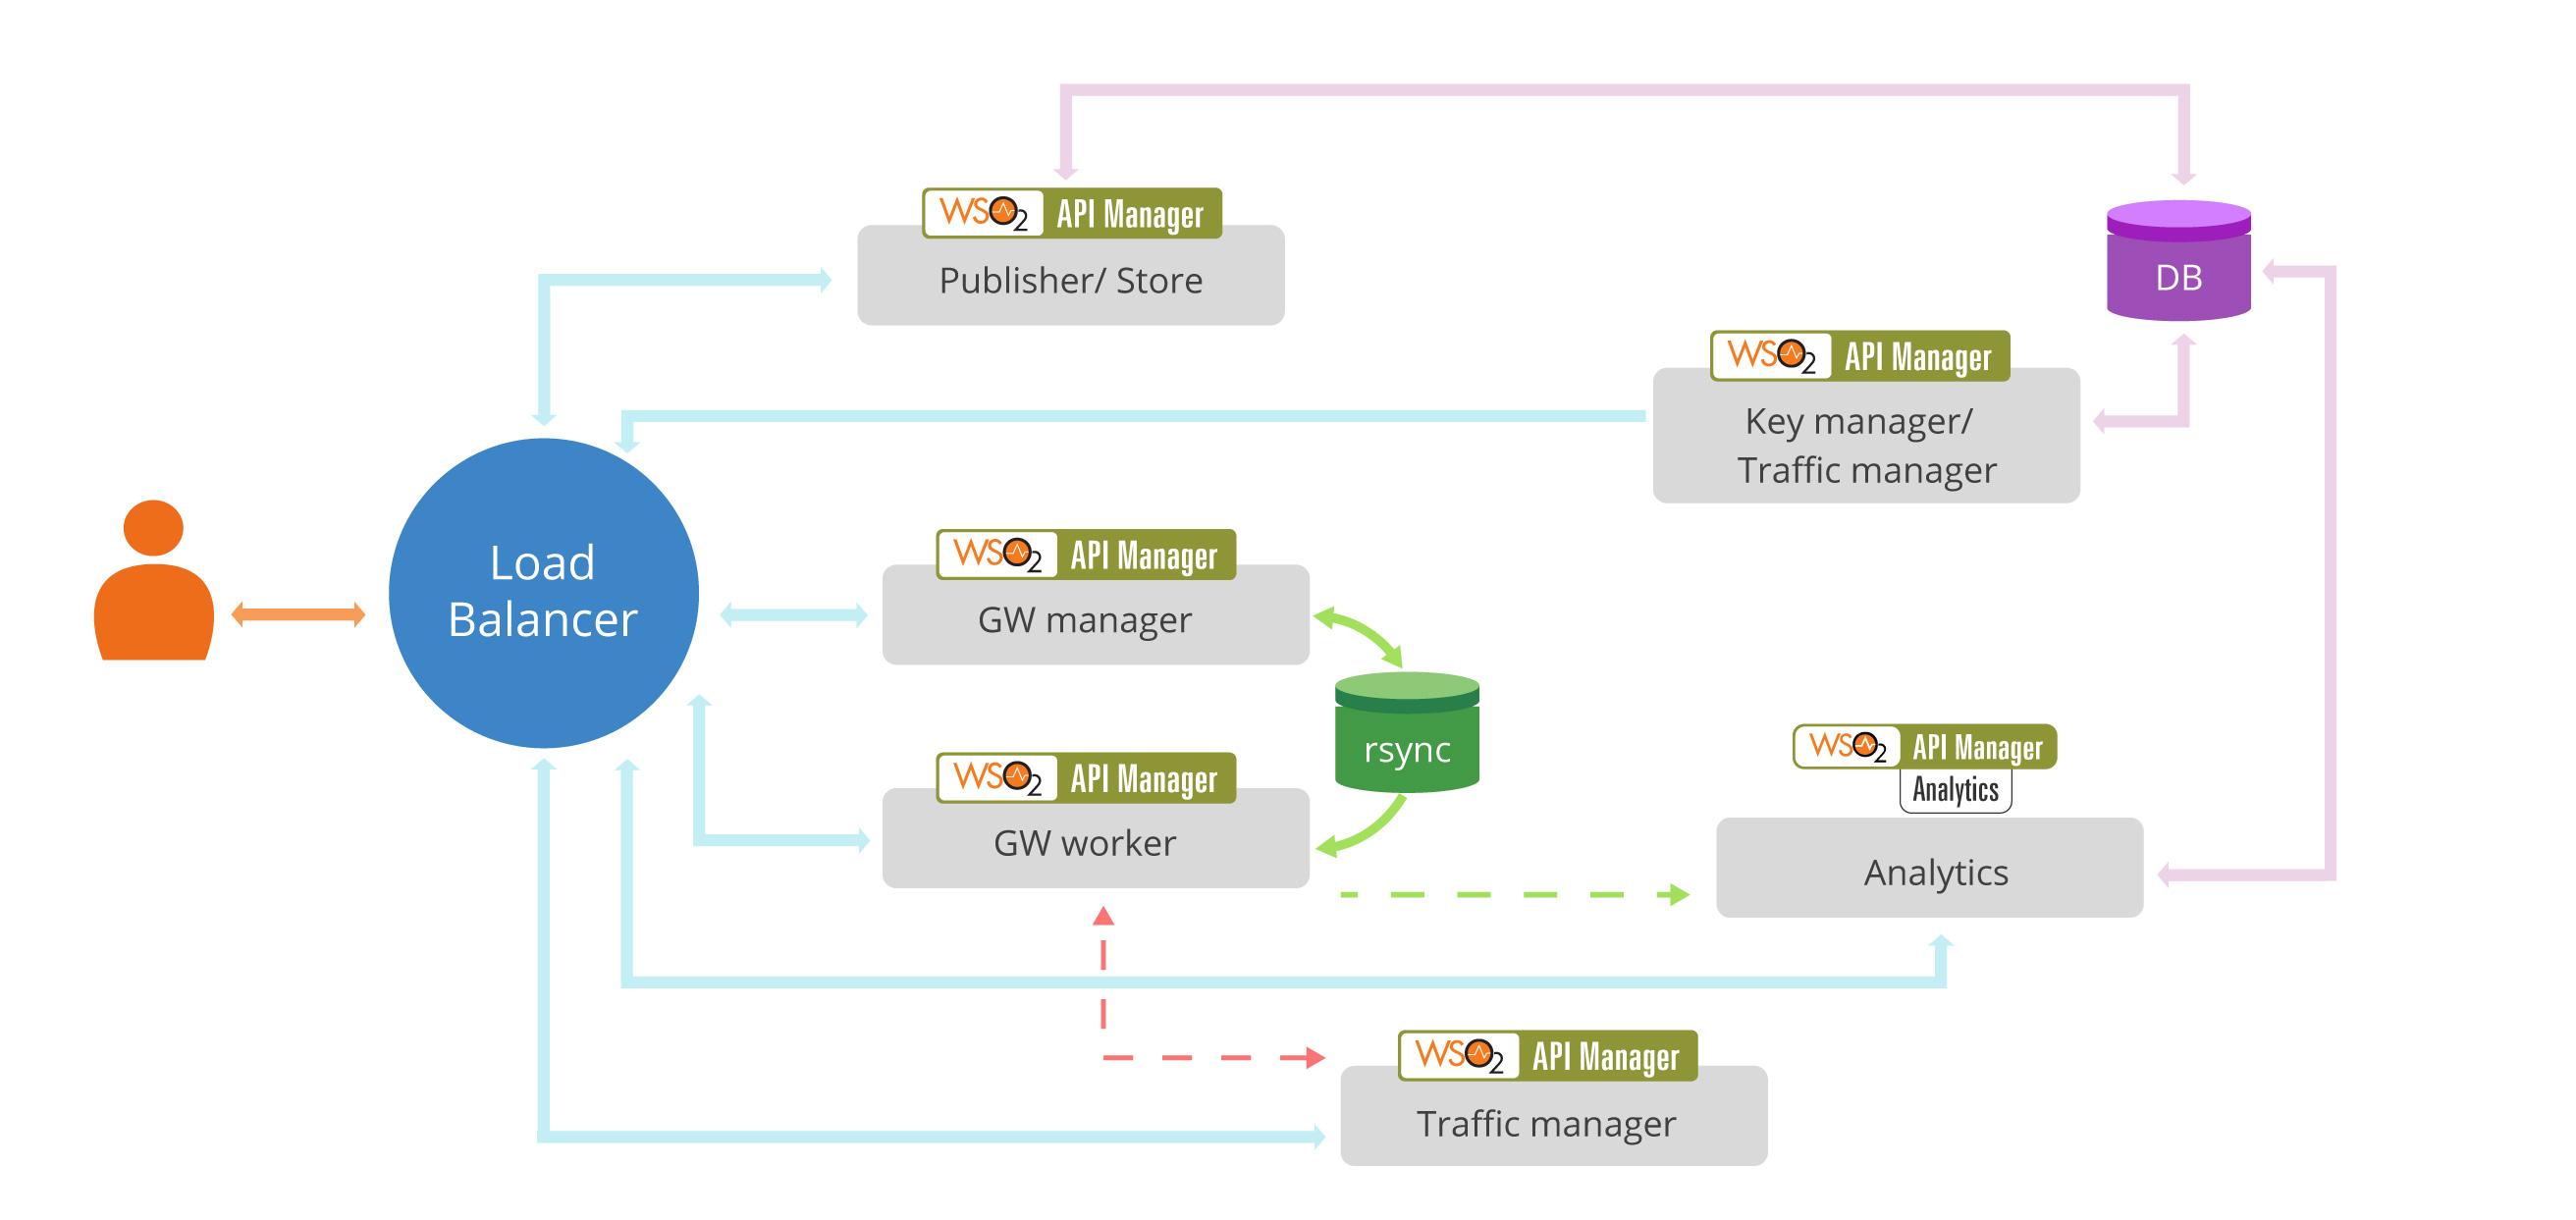 WSO2 API Manager
Publisher/ Store
DB
WSO2 API Manager
Key manager/
Traffic manager
Load
Balancer
WSO2 API Manager
GW manager
rsync
WSO2 API Manager
GW worker
WSO2 API Manager
Analytics
Analytics
WSO2 API Manager
Traffic manager